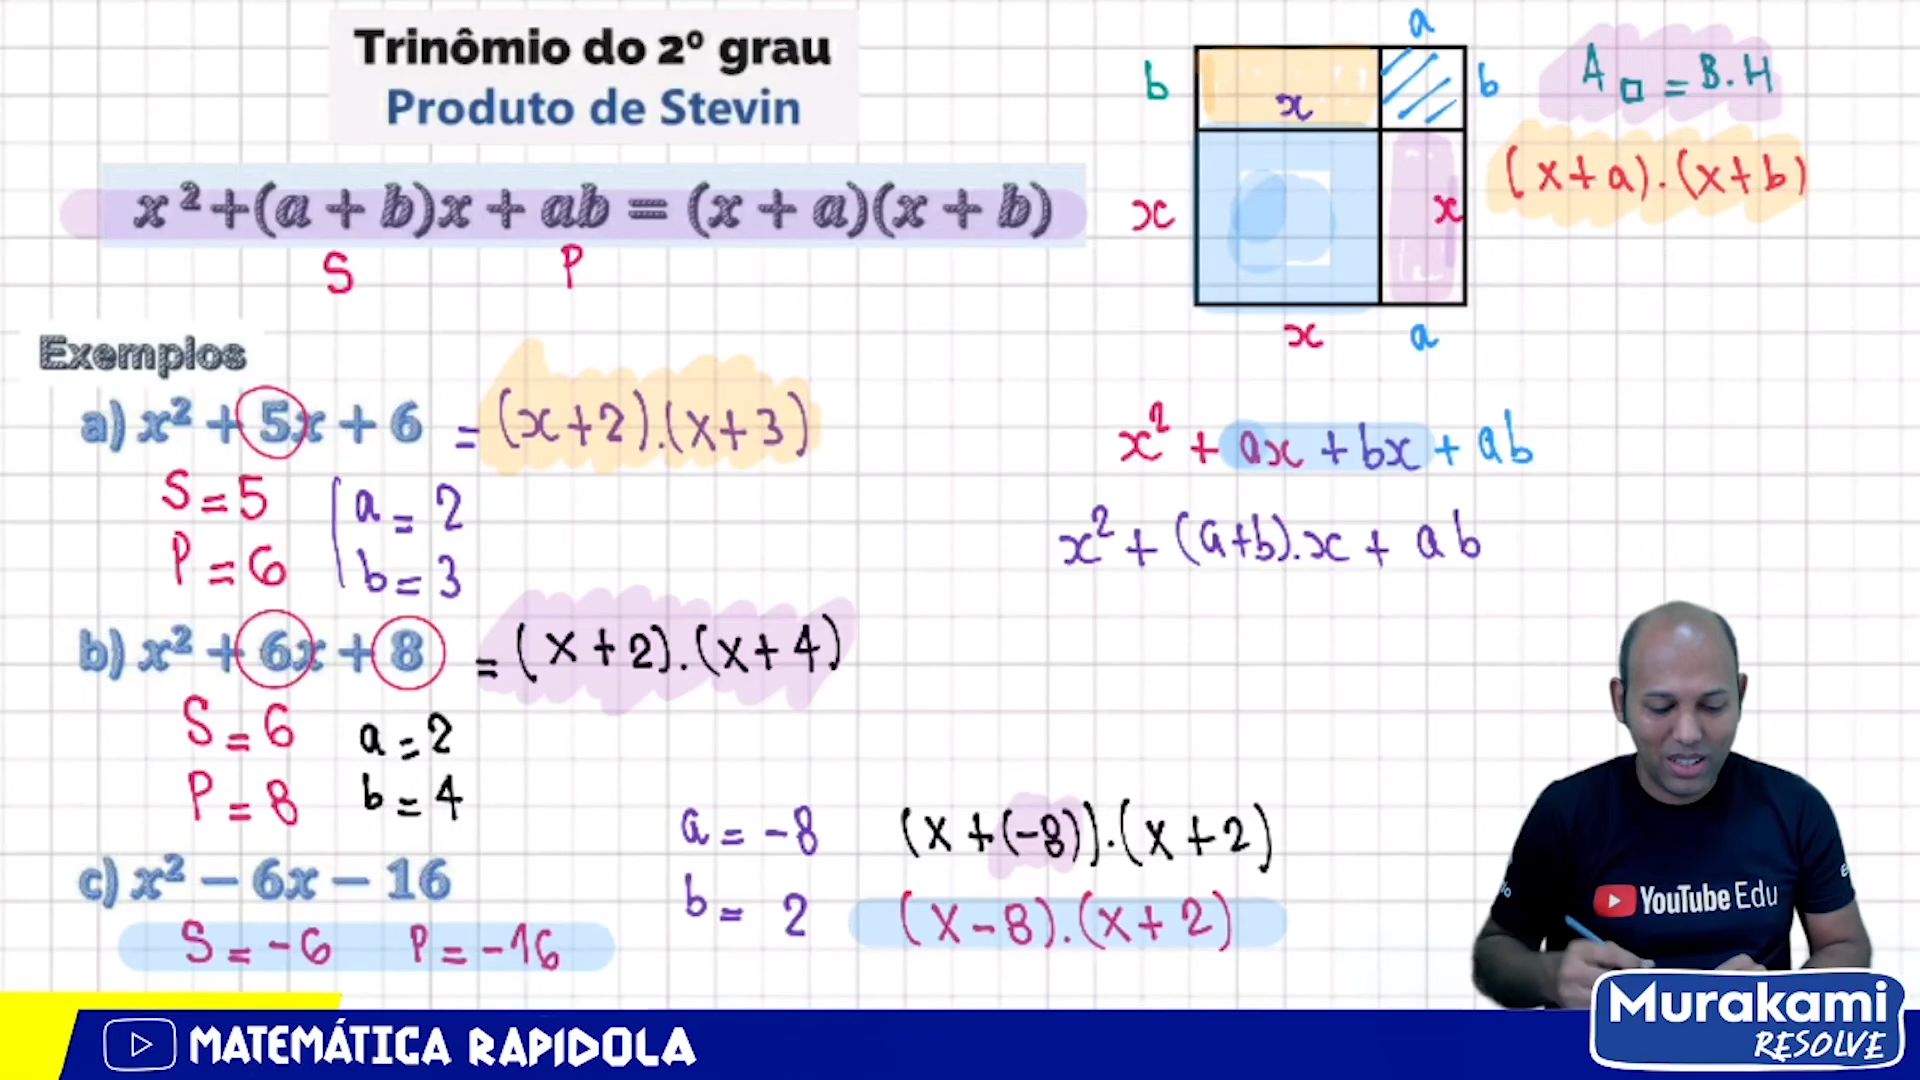 Trinômio do 2º grau
Produto de Stevin
x² + (a + b)x + ab = (x + a)(x + b)
S P
a
b x b
x x
x a
A□ = B.H
(x+a).(x+b)
Exemplos
a) x² + 5x + 6 = (x+2).(x+3)
S = 5 a = 2
P = 6 b = 3
b) x² + 6x + 8 = (x+2).(x+4)
S = 6 a = 2
P = 8 b = 4
c) x² − 6x − 16
S = -6 P = -16
a = -8 (x+(-8)).(x+2)
b = 2 (x-8).(x+2)
x² + ax + bx + ab
x² + (a+b).x + ab
YouTube Edu
MATEMÁTICA RAPIDOLA
Murakami
RESOLVE